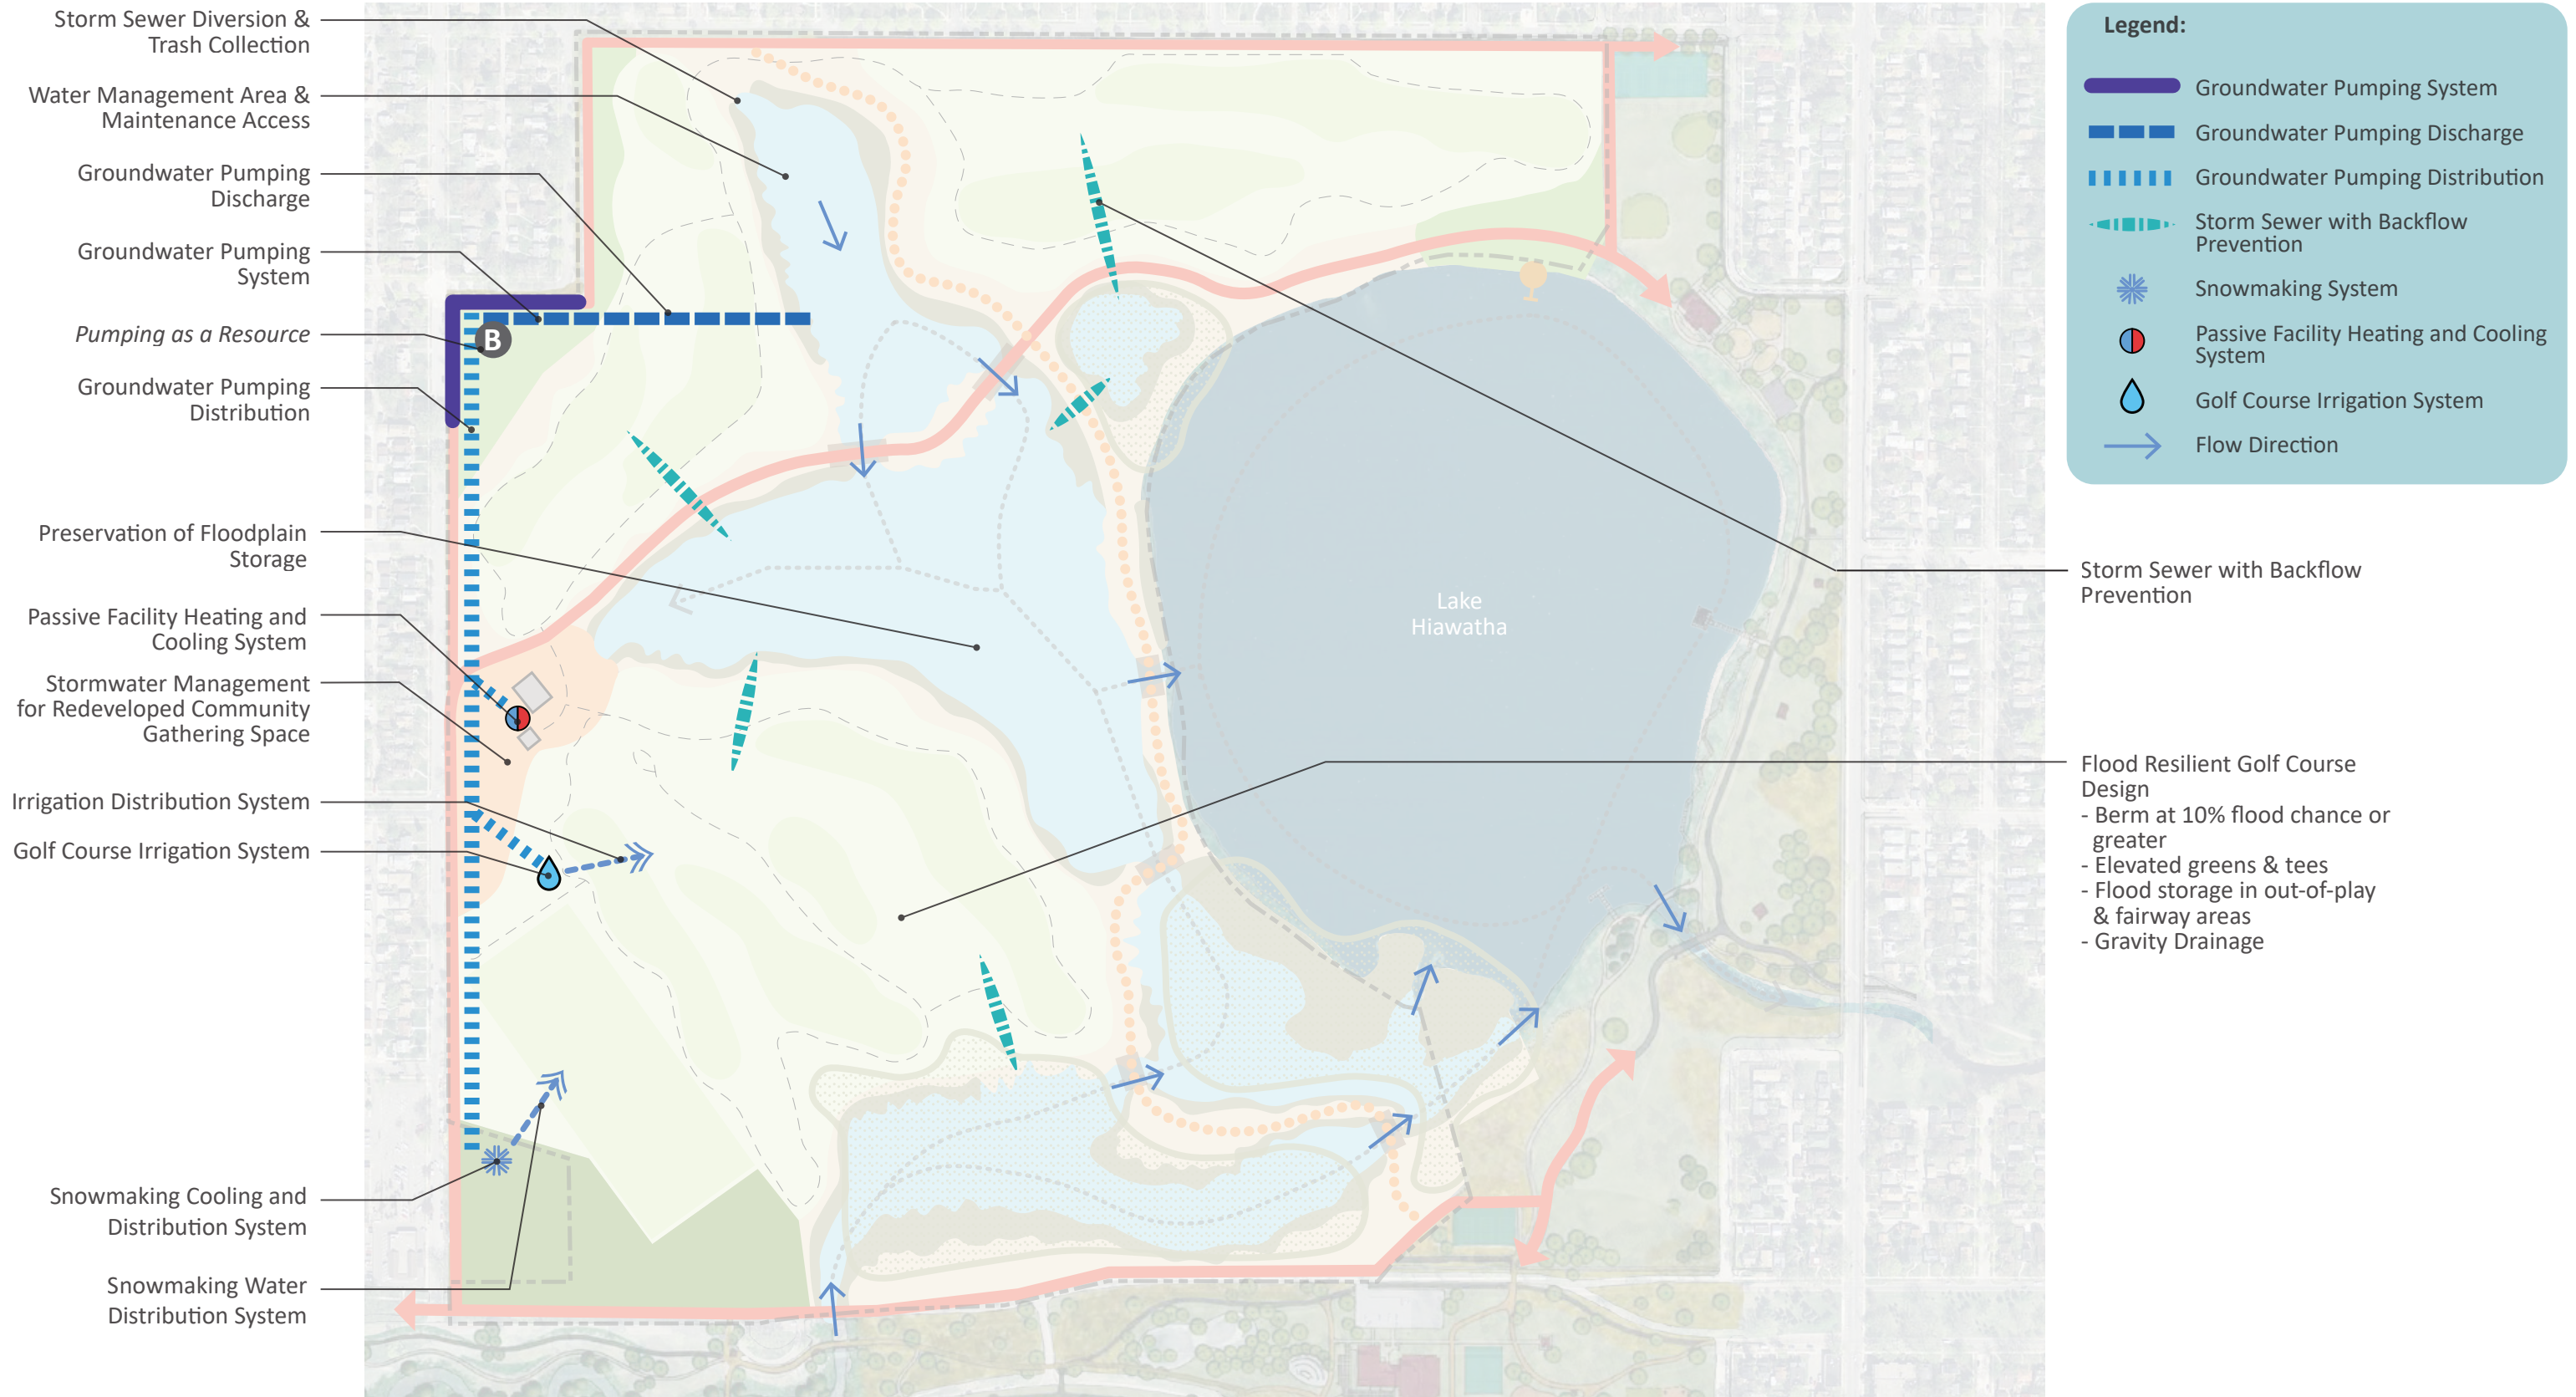 Storm Sewer Diversion &
Trash Collection
Water Management Area &
Maintenance Access
Groundwater Pumping
Discharge
Groundwater Pumping
System
Pumping as a Resource
B
Groundwater Pumping
Distribution
Preservation of Floodplain
Storage
Passive Facility Heating and
Cooling System
Stormwater Management
for Redeveloped Community
Gathering Space
Irrigation Distribution System
Golf Course Irrigation System
Snowmaking Cooling and
Distribution System
Snowmaking Water
Distribution System
Lake
Hiawatha
Legend:
Groundwater Pumping System
Groundwater Pumping Discharge
Groundwater Pumping Distribution
Storm Sewer with Backflow
Prevention
Snowmaking System
Passive Facility Heating and Cooling
System
Golf Course Irrigation System
Flow Direction
Storm Sewer with Backflow
Prevention
Flood Resilient Golf Course
Design
- Berm at 10% flood chance or
greater
- Elevated greens & tees
- Flood storage in out-of-play
& fairway areas
- Gravity Drainage